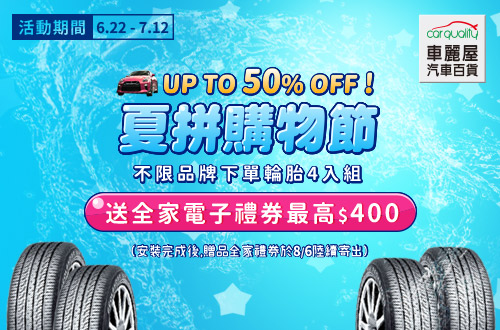 活動期間 6.22 - 7.12
carquality
車麗屋
汽車百貨
UP TO 50% OFF!
夏拼購物節
不限品牌下單輪胎4入組
送全家電子禮券最高$400
(安裝完成後,贈品全家禮券於8/6陸續寄出)